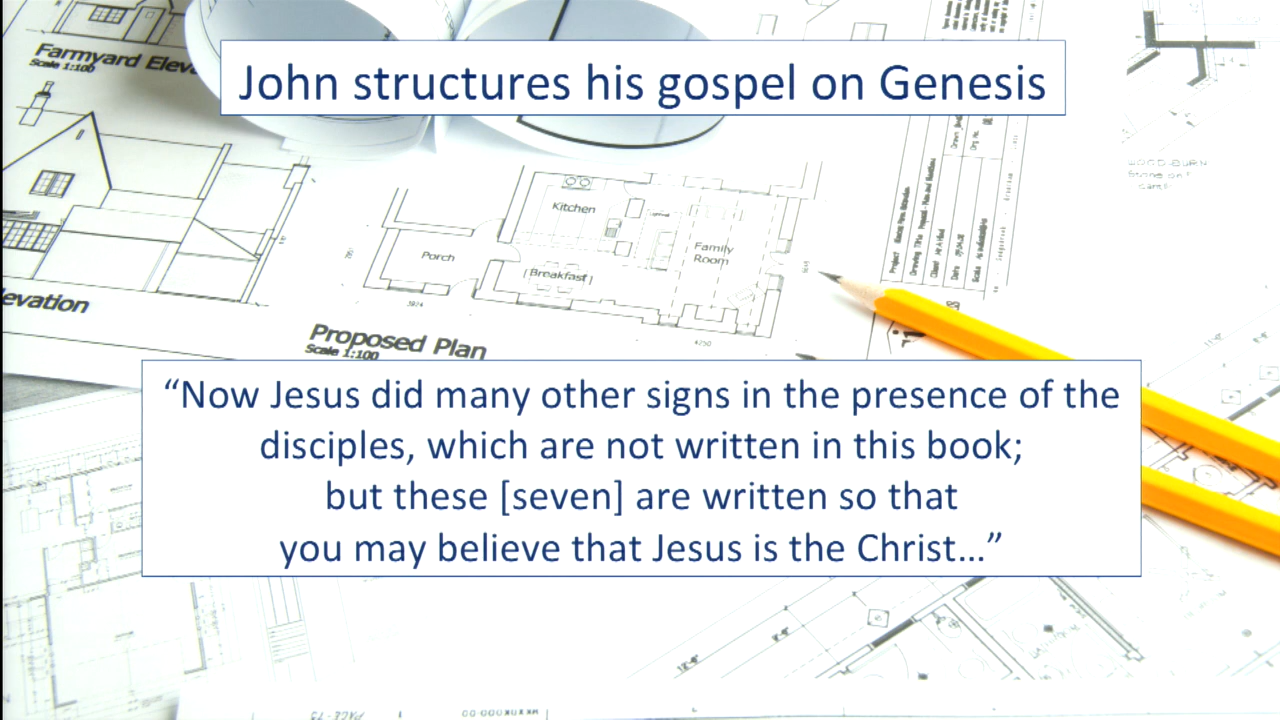 John structures his gospel on Genesis
Farmyard
Scale 1:100
Kitchen
Porch
Breakfast
Family
Room
3974
4750
Proposed Plan
Scale 1:100
“Now Jesus did many other signs in the presence of the
disciples, which are not written in this book;
but these [seven] are written so that
you may believe that Jesus is the Christ…”